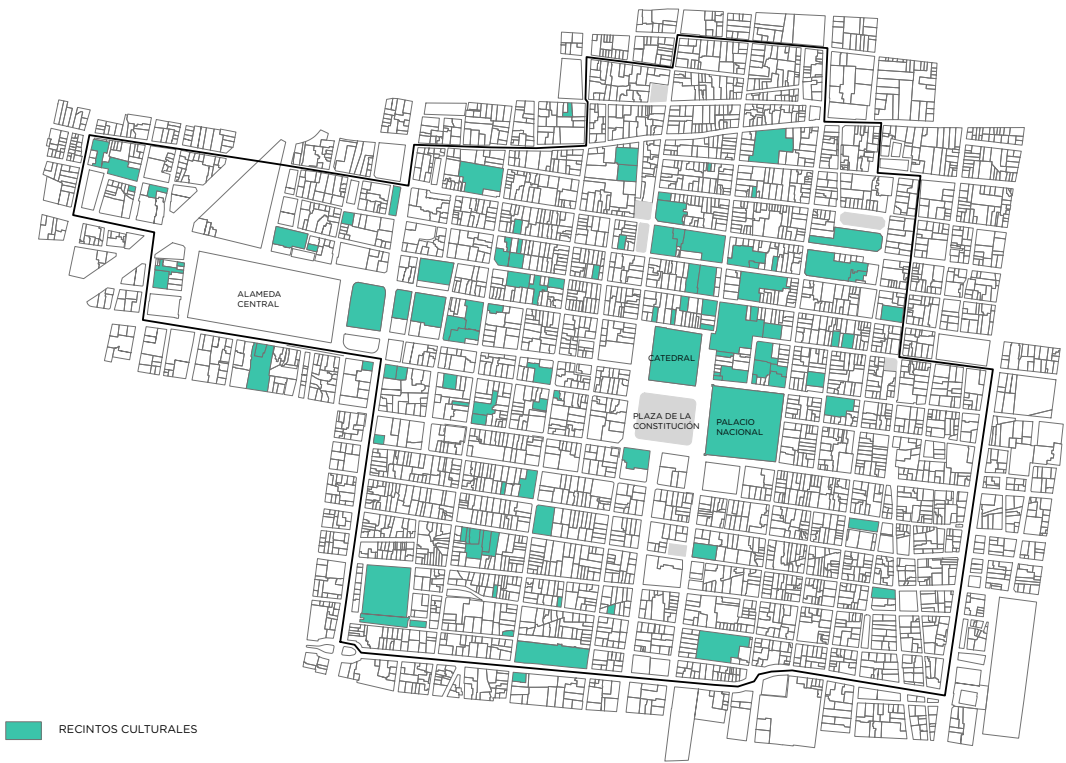 ALAMEDA
CENTRAL
CATEDRAL
PLAZA DE LA
CONSTITUCIÓN
PALACIO
NACIONAL
RECINTOS CULTURALES